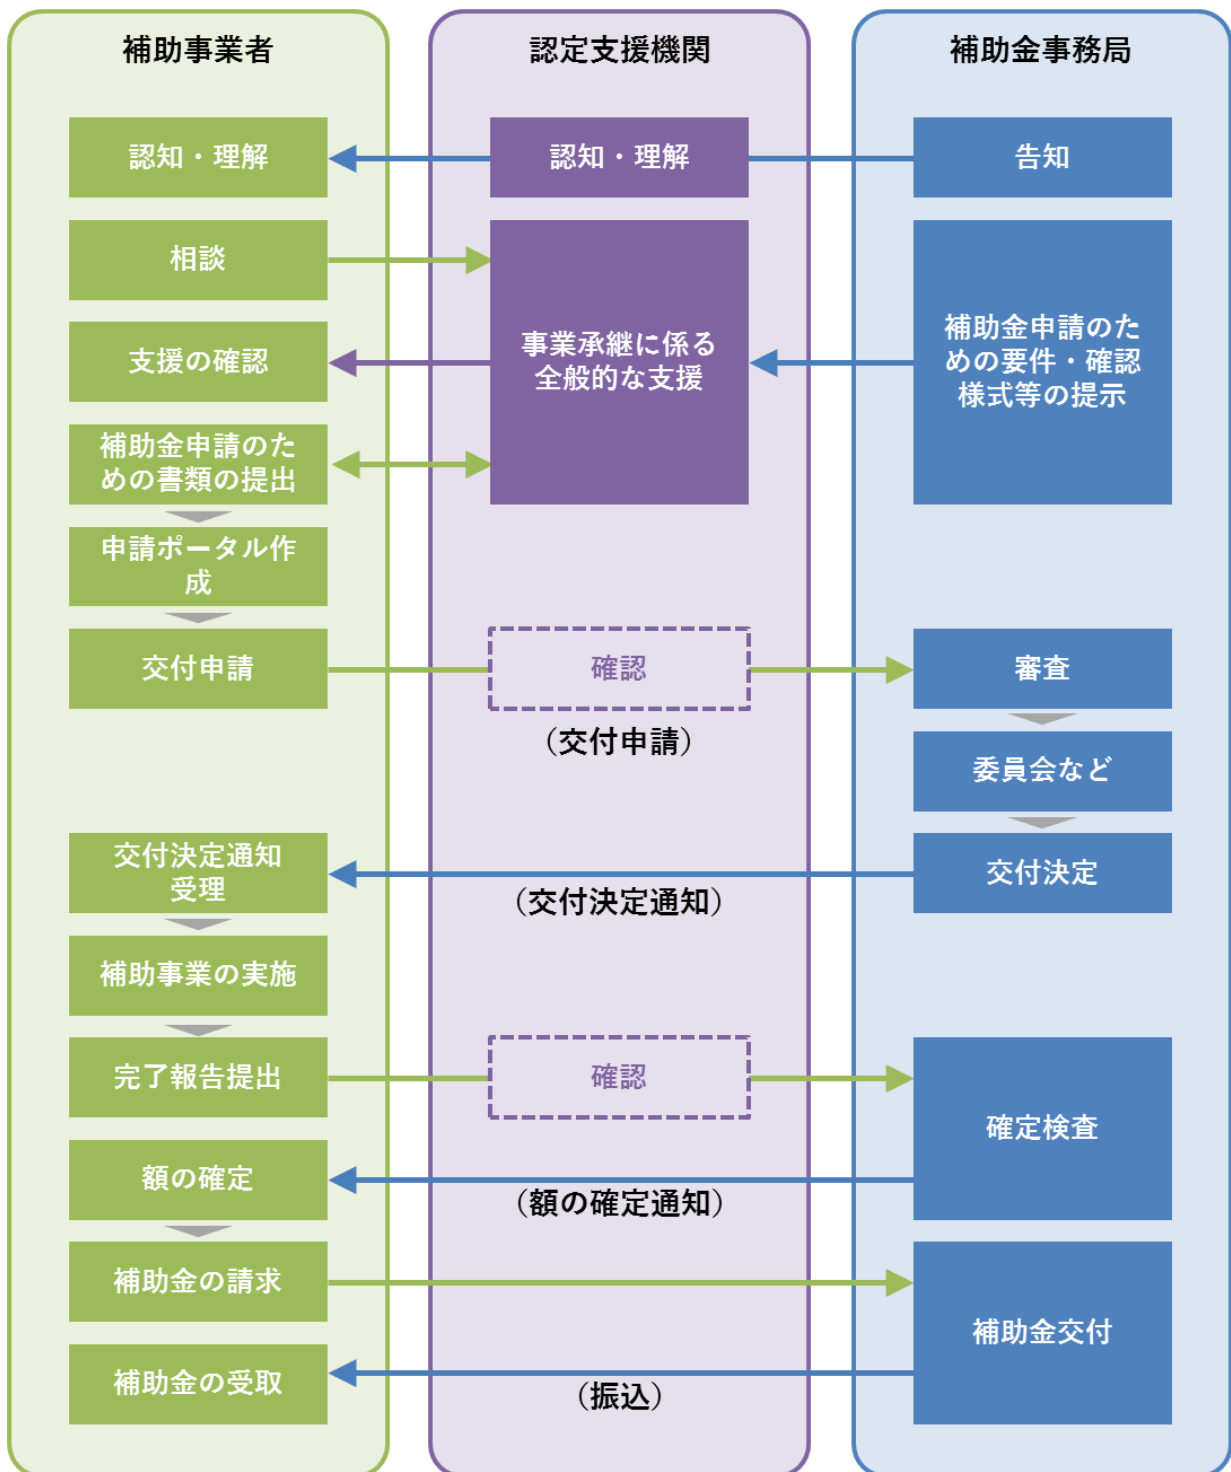 補助事業者
認定支援機関
補助金事務局
認知・理解
認知・理解
告知
相談
支援の確認
事業承継に係る
全般的な支援
補助金申請のた
めの要件・確認
様式等の提示
補助金申請のた
めの書類の提出
申請ポータル作
成
交付申請
確認
審査
（交付申請）
委員会など
交付決定通知
受理
（交付決定通知）
交付決定
補助事業の実施
完了報告提出
確認
確定検査
額の確定
（額の確定通知）
補助金の請求
補助金交付
補助金の受取
（振込）